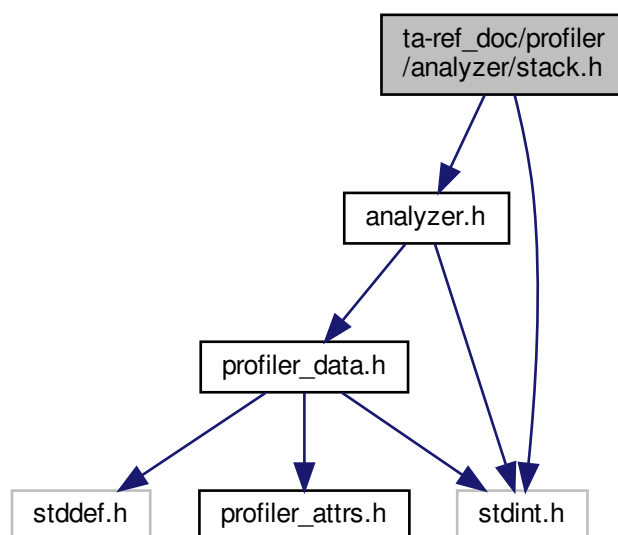 ta-ref_doc/profiler
/analyzer/stack.h
analyzer.h
profiler_data.h
stddef.h
profiler_attrs.h
stdint.h